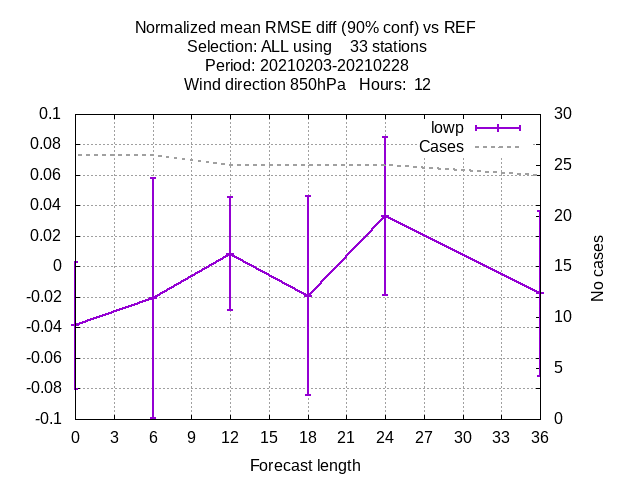 Normalized mean RMSE diff (90% conf) vs REF
Selection: ALL using 33 stations
Period: 20210203-20210228
Wind direction 850hPa Hours: 12
lowp
Cases
0.1
0.08
0.06
0.04
0.02
0
-0.02
-0.04
-0.06
-0.08
-0.1
30
25
20
15
10
5
0
No cases
0 3 6 9 12 15 18 21 24 27 30 33 36
Forecast length